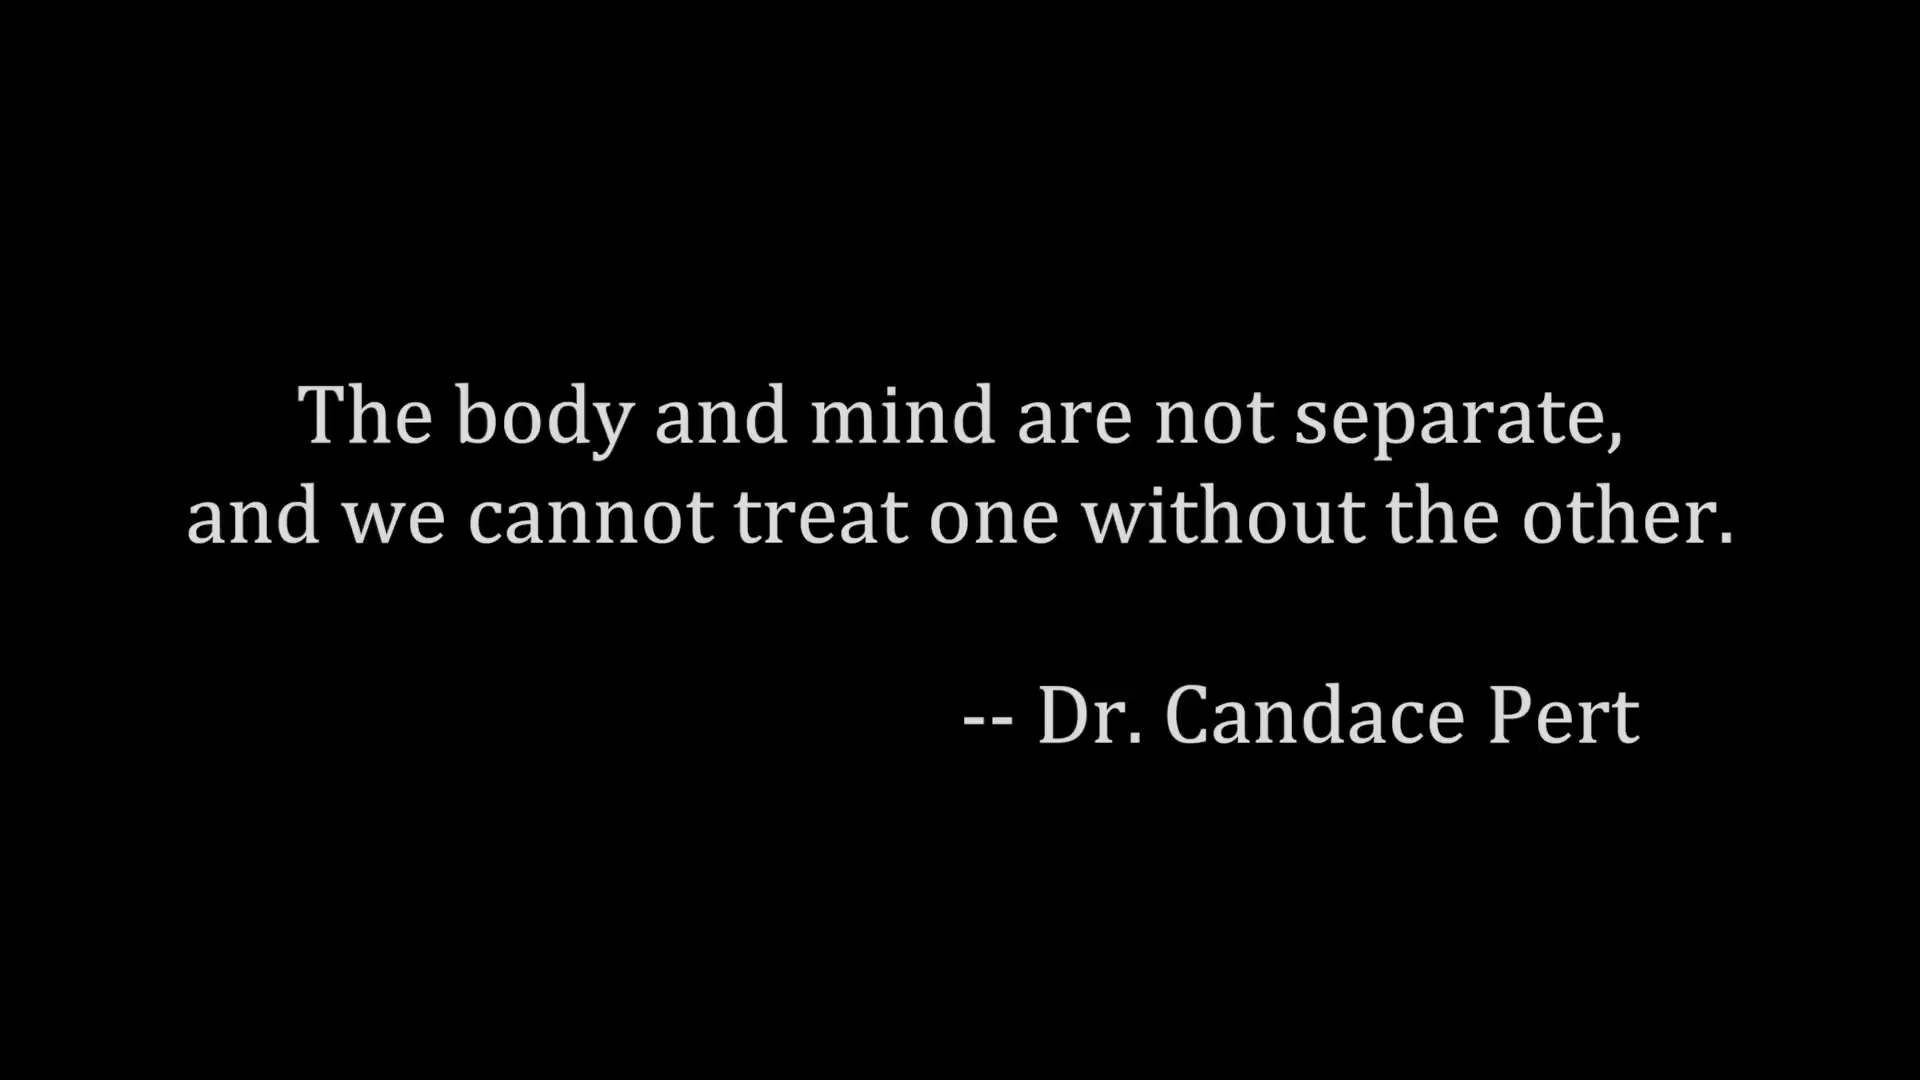 The body and mind are not separate,
and we cannot treat one without the other.
-- Dr. Candace Pert